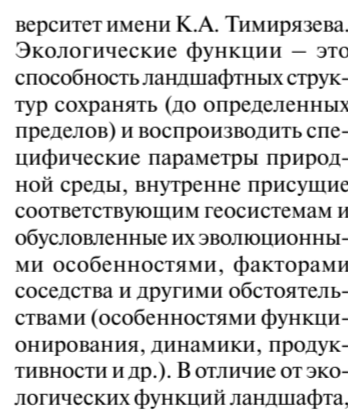 верситет имени К.А. Тимирязева.
Экологические функции – это
способность ландшафтных струк-
тур сохранять (до определенных
пределов) и воспроизводить спе-
цифические параметры природ-
ной среды, внутренне присущие
соответствующим геосистемам и
обусловленные их эволюционны-
ми особенностями, факторами
соседства и другими обстоятель-
ствами (особенностями функци-
онирования, динамики, продук-
тивности и др.). В отличие от эко-
логических функций ландшафта,